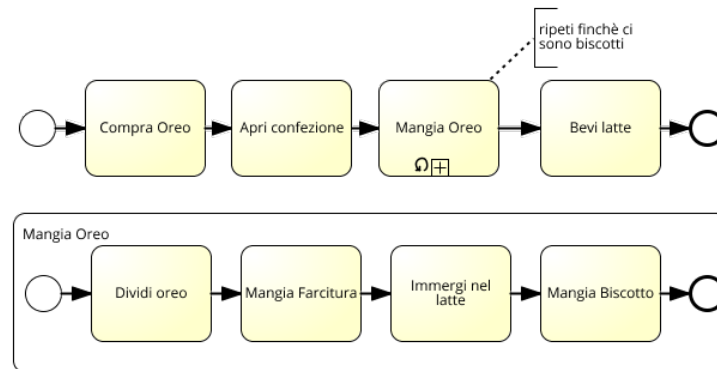 ripeti finchè ci
sono biscotti
Compra Oreo
Apri confezione
Mangia Oreo
Bevi latte
Mangia Oreo
Dividi oreo
Mangia Farcitura
Immergi nel
latte
Mangia Biscotto